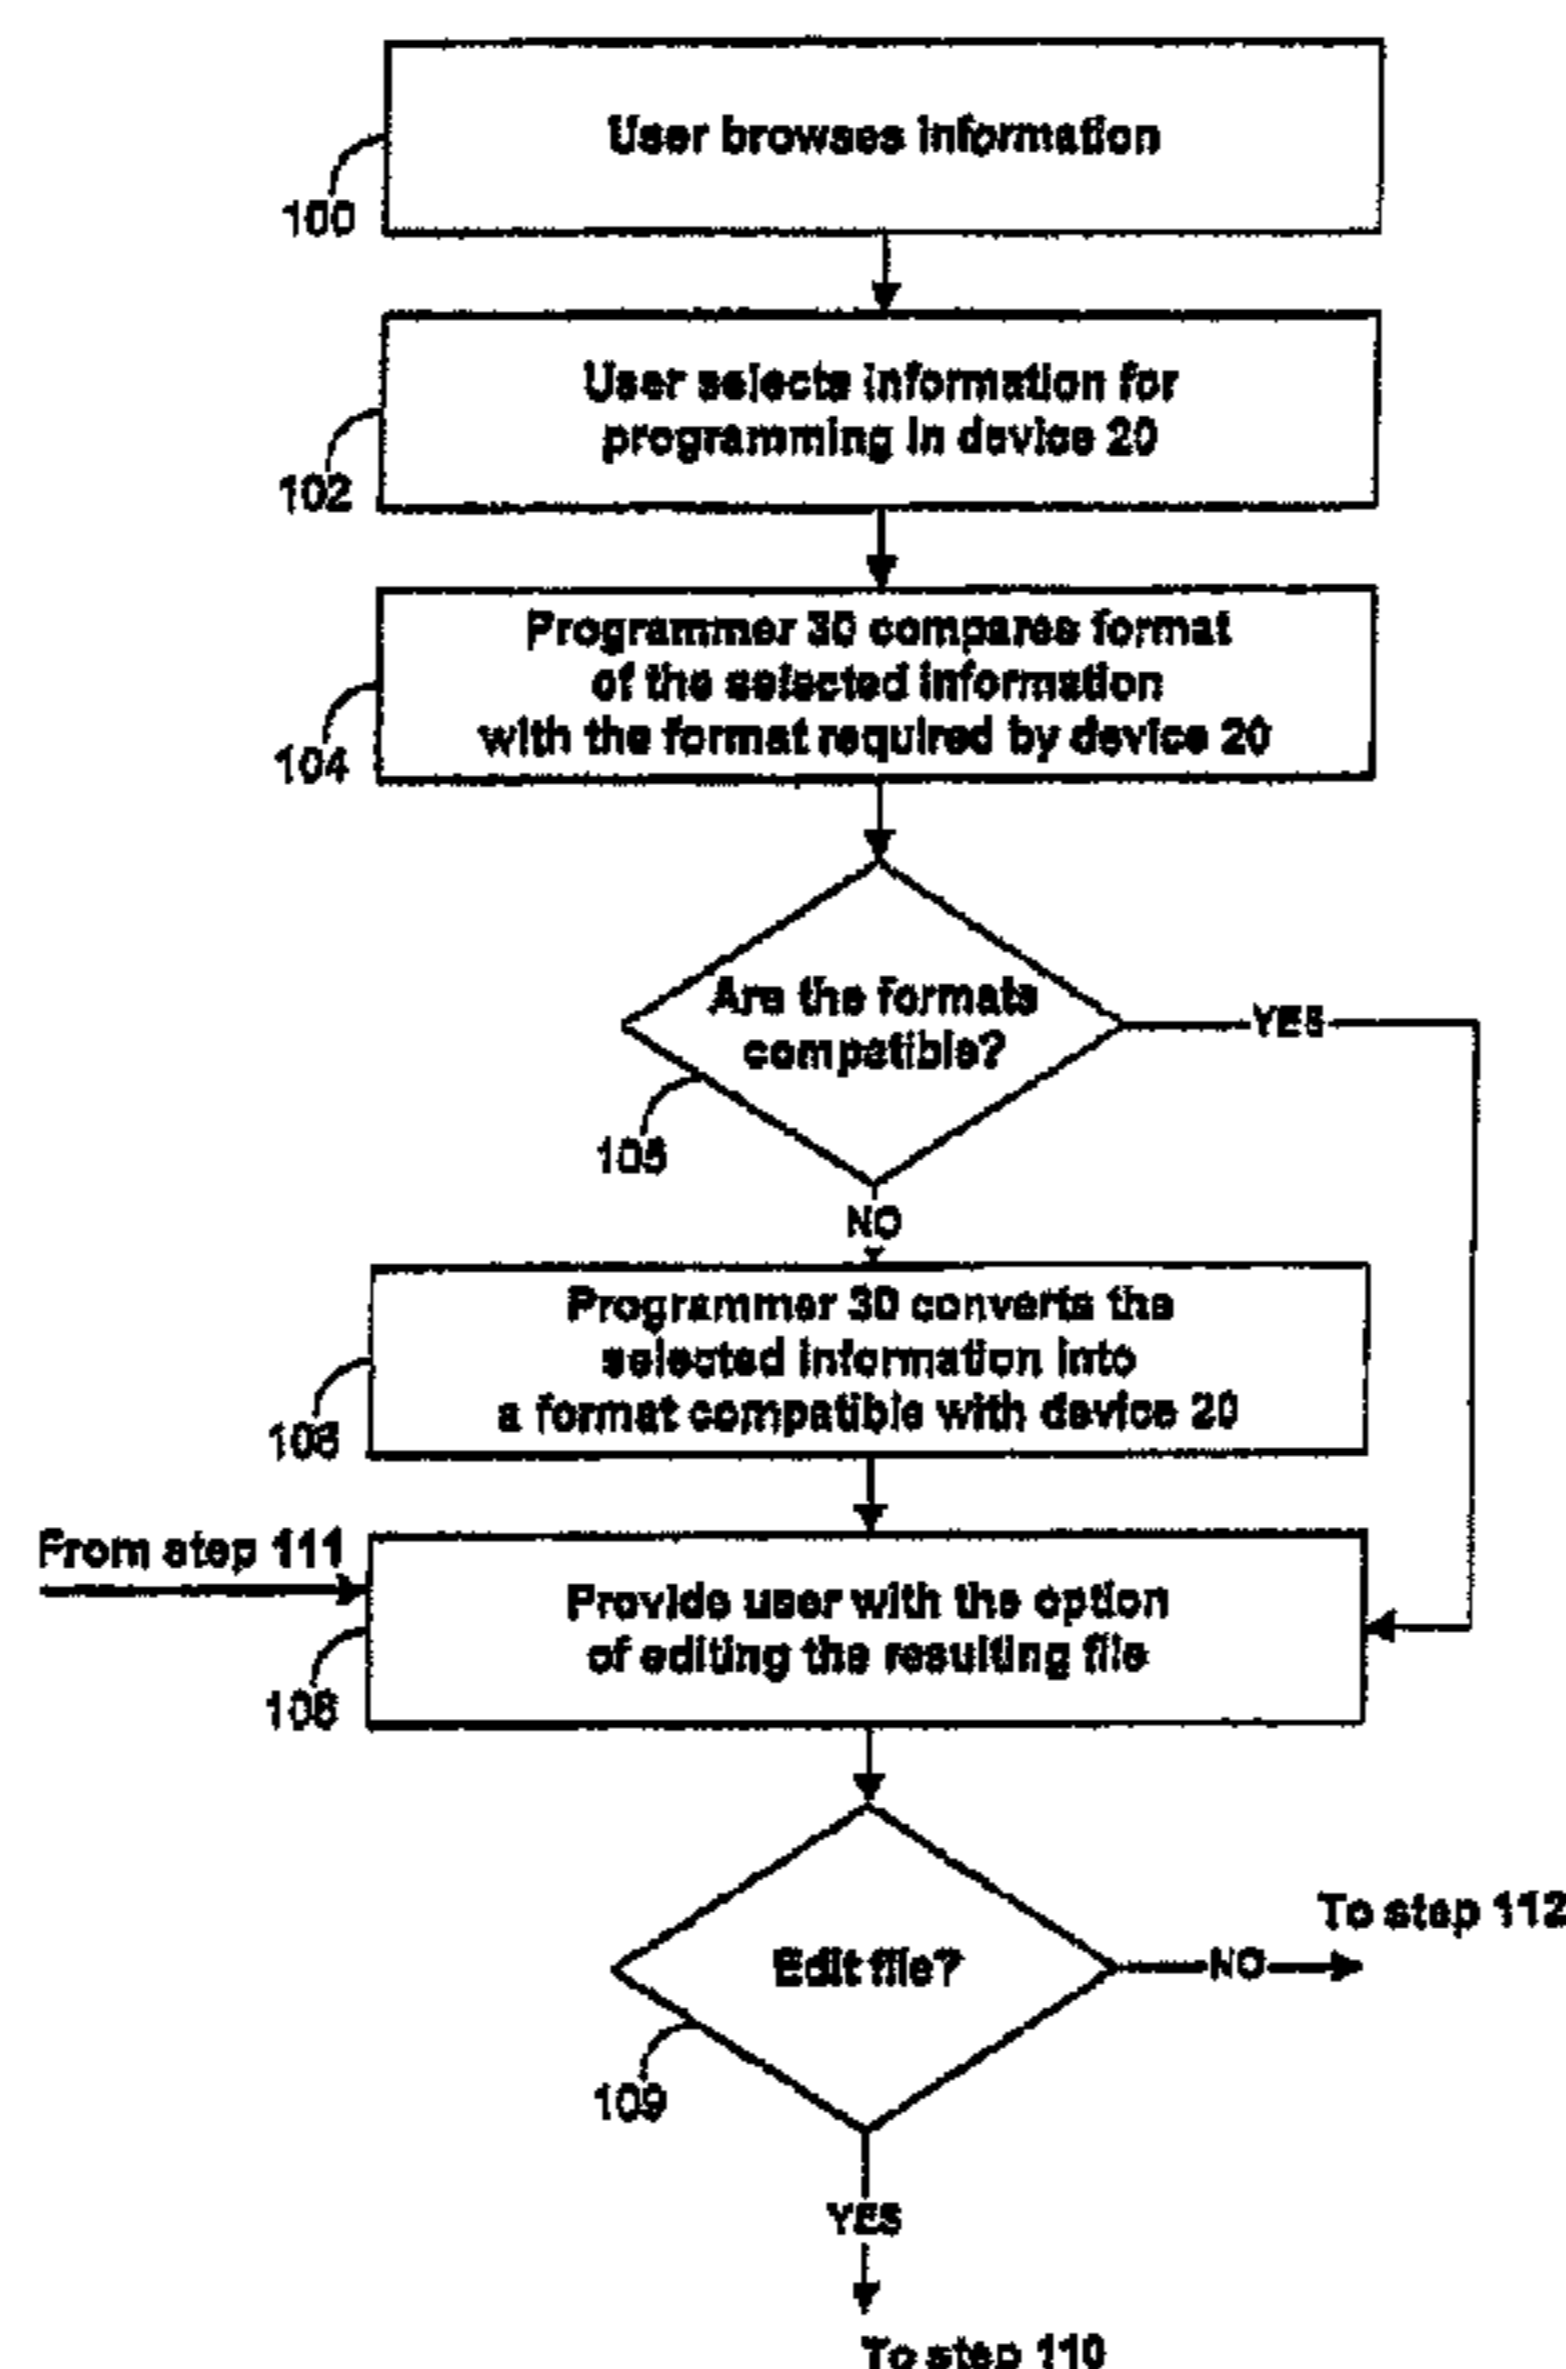 User browses information
100
User selects information for
programming in device 20
102
Programmer 30 compares format
of the selected information
with the format required by device 20
104
Are the formats
compatible?
YES
105
NO
Programmer 30 converts the
selected information into
a format compatible with device 20
From step 111
Provide user with the option
of editing the resulting file
To step 112
Edit file?
NO
109
YES
To step 110